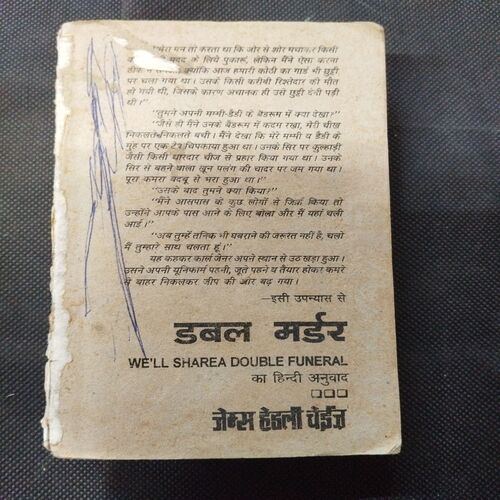 "मेरा मन तो करता था कि जोर से शोर मचाकर किसी
मदद के लिये पुकारूं, लेकिन मैंने ऐसा करना
क्योंकि आज हमारी कोठी का गार्ड भी छुट्टी
पर चला गया था। उसके किसी करीबी रिश्तेदार की मौत
हो गयी थी, जिसके कारण अचानक ही उसे छुट्टी देनी पड़ी
थी।"
"तुमने अपनी मम्मी-डैडी के बैडरूम में क्या देखा?"
"जैसे ही मैंने उनके बैडरूम में कदम रखा, मेरी चीख
निकलते-निकलते बची। मैंने देखा कि मेरे मम्मी व डैडी के
मुंह पर एक टेप चिपकाया हुआ था। उनके सिर पर कुल्हाड़ी
जैसी किसी धारदार चीज से प्रहार किया गया था। उनके
सिर से बहने वाला खून पलंग की चादर पर जम गया था।
पूरा कमरा बदबू से भरा हुआ था।"
"उसके बाद तुमने क्या किया?"
"मैंने आसपास के कुछ लोगों से जिक्र किया तो
उन्होंने आपके पास आने के लिए बोला और मैं यहां चली
आई।"
"अब तुम्हें तनिक भी घबराने की जरूरत नहीं है, चलो
मैं तुम्हारे साथ चलता हूं।"
यह कहकर कार्ल जेनर अपने स्थान से उठ खड़ा हुआ।
उसने अपनी यूनिफार्म पहनी, जूते पहने व तैयार होकर कमरे
से बाहर निकलकर जीप की ओर बढ़ गया।
—इसी उपन्यास से
डबल मर्डर
WE'LL SHAREA DOUBLE FUNERAL
का हिन्दी अनुवाद
जेम्स हेडली चेईज़